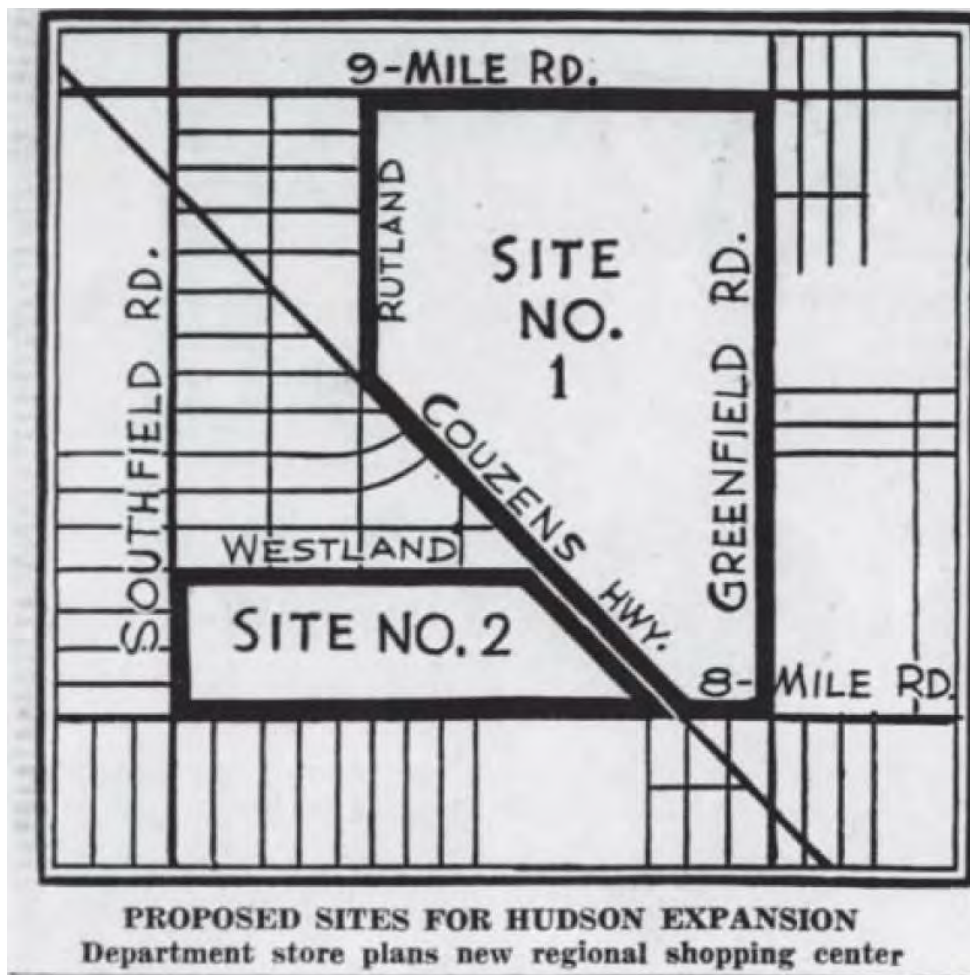 9-MILE RD.
RUTLAND
SITE
NO.
1
SOUTHFIELD RD.
GREENFIELD RD.
COUZENS HWY.
WESTLAND
SITE NO. 2
8-MILE RD.
PROPOSED SITES FOR HUDSON EXPANSION
Department store plans new regional shopping center